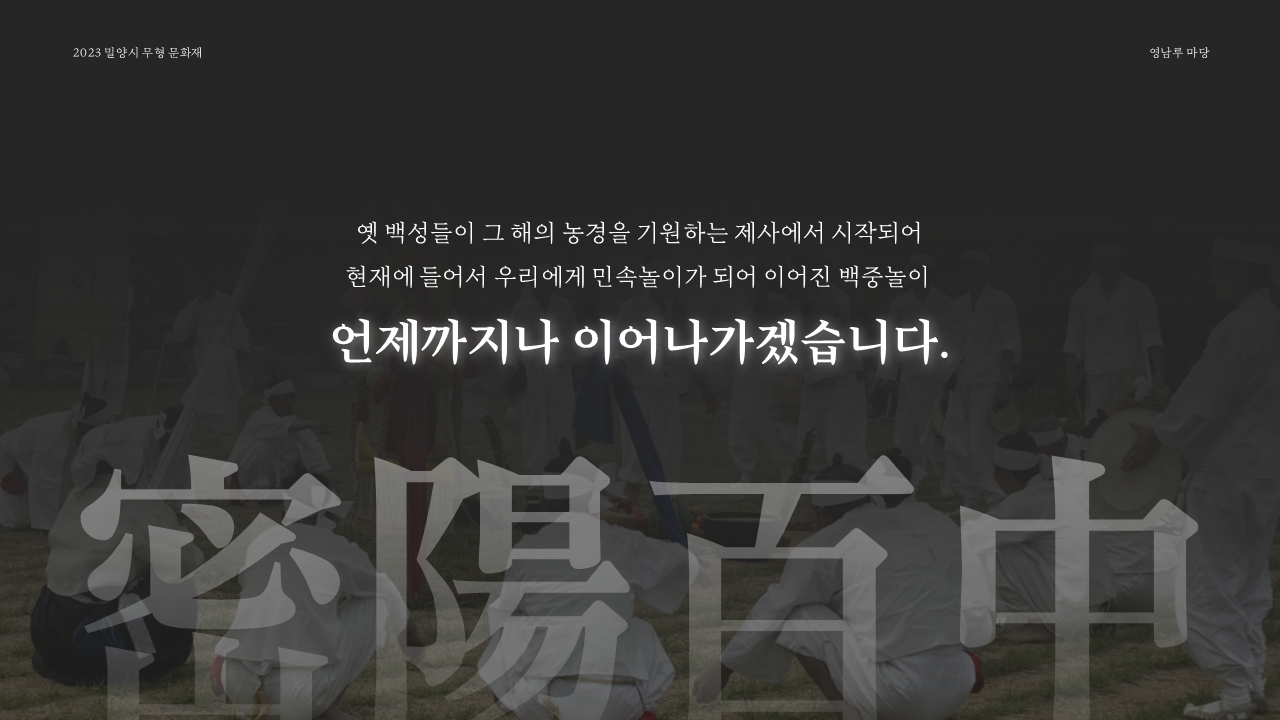 2023 밀양시 무형 문화재
영남루 마당
옛 백성들이 그 해의 농경을 기원하는 제사에서 시작되어
현재에 들어서 우리에게 민속놀이가 되어 이어진 백중놀이
언제까지나 이어나가겠습니다.
密陽百中